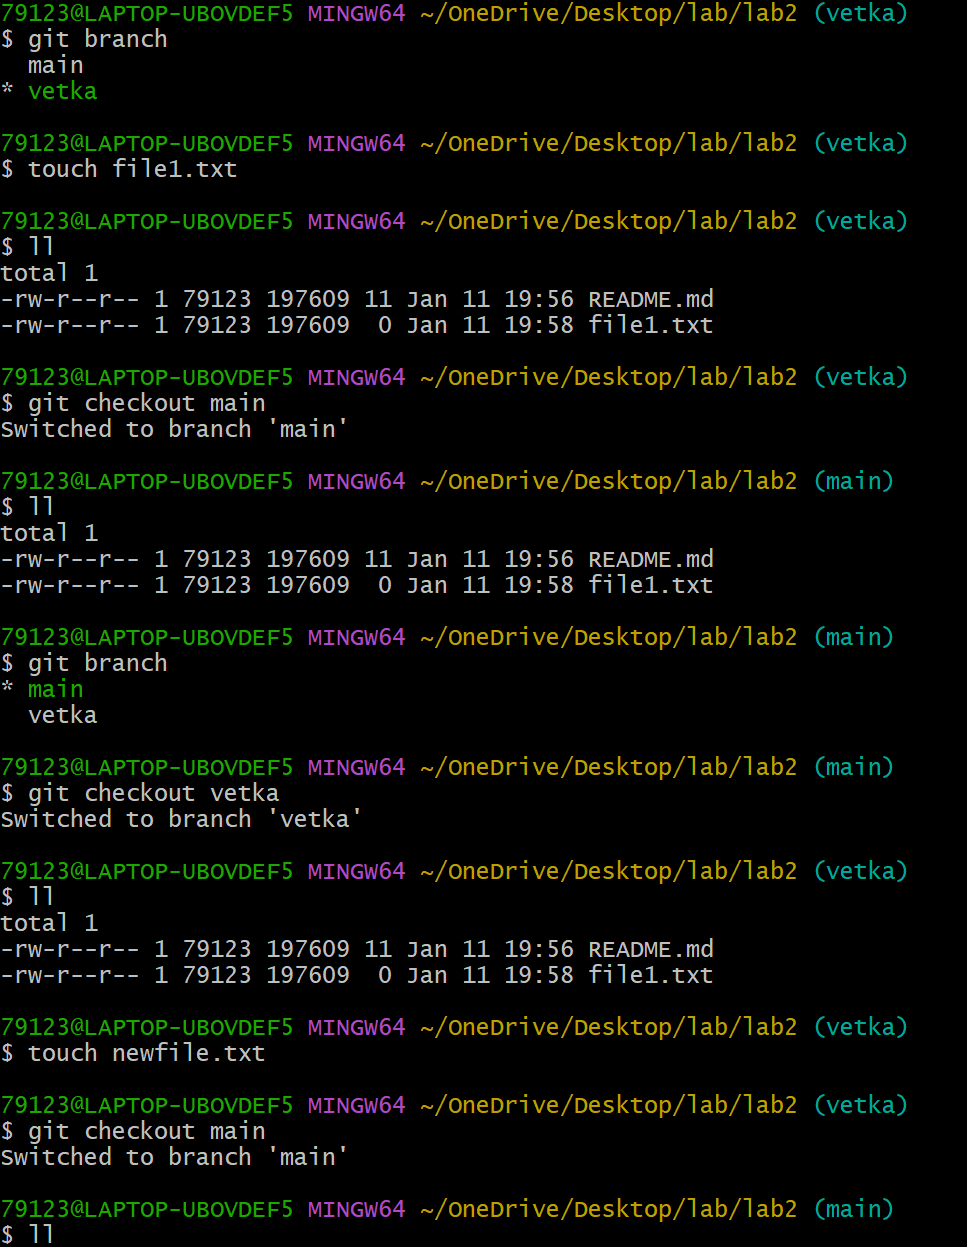 79123@LAPTOP-UBOVDEF5 MINGW64 ~/OneDrive/Desktop/lab/lab2 (vetka)
$ git branch
  main
* vetka
79123@LAPTOP-UBOVDEF5 MINGW64 ~/OneDrive/Desktop/lab/lab2 (vetka)
$ touch file1.txt
79123@LAPTOP-UBOVDEF5 MINGW64 ~/OneDrive/Desktop/lab/lab2 (vetka)
$ ll
total 1
-rw-r--r-- 1 79123 197609 11 Jan 11 19:56 README.md
-rw-r--r-- 1 79123 197609  0 Jan 11 19:58 file1.txt
79123@LAPTOP-UBOVDEF5 MINGW64 ~/OneDrive/Desktop/lab/lab2 (vetka)
$ git checkout main
Switched to branch 'main'
79123@LAPTOP-UBOVDEF5 MINGW64 ~/OneDrive/Desktop/lab/lab2 (main)
$ ll
total 1
-rw-r--r-- 1 79123 197609 11 Jan 11 19:56 README.md
-rw-r--r-- 1 79123 197609  0 Jan 11 19:58 file1.txt
79123@LAPTOP-UBOVDEF5 MINGW64 ~/OneDrive/Desktop/lab/lab2 (main)
$ git branch
* main
  vetka
79123@LAPTOP-UBOVDEF5 MINGW64 ~/OneDrive/Desktop/lab/lab2 (main)
$ git checkout vetka
Switched to branch 'vetka'
79123@LAPTOP-UBOVDEF5 MINGW64 ~/OneDrive/Desktop/lab/lab2 (vetka)
$ ll
total 1
-rw-r--r-- 1 79123 197609 11 Jan 11 19:56 README.md
-rw-r--r-- 1 79123 197609  0 Jan 11 19:58 file1.txt
79123@LAPTOP-UBOVDEF5 MINGW64 ~/OneDrive/Desktop/lab/lab2 (vetka)
$ touch newfile.txt
79123@LAPTOP-UBOVDEF5 MINGW64 ~/OneDrive/Desktop/lab/lab2 (vetka)
$ git checkout main
Switched to branch 'main'
79123@LAPTOP-UBOVDEF5 MINGW64 ~/OneDrive/Desktop/lab/lab2 (main)
$ ll